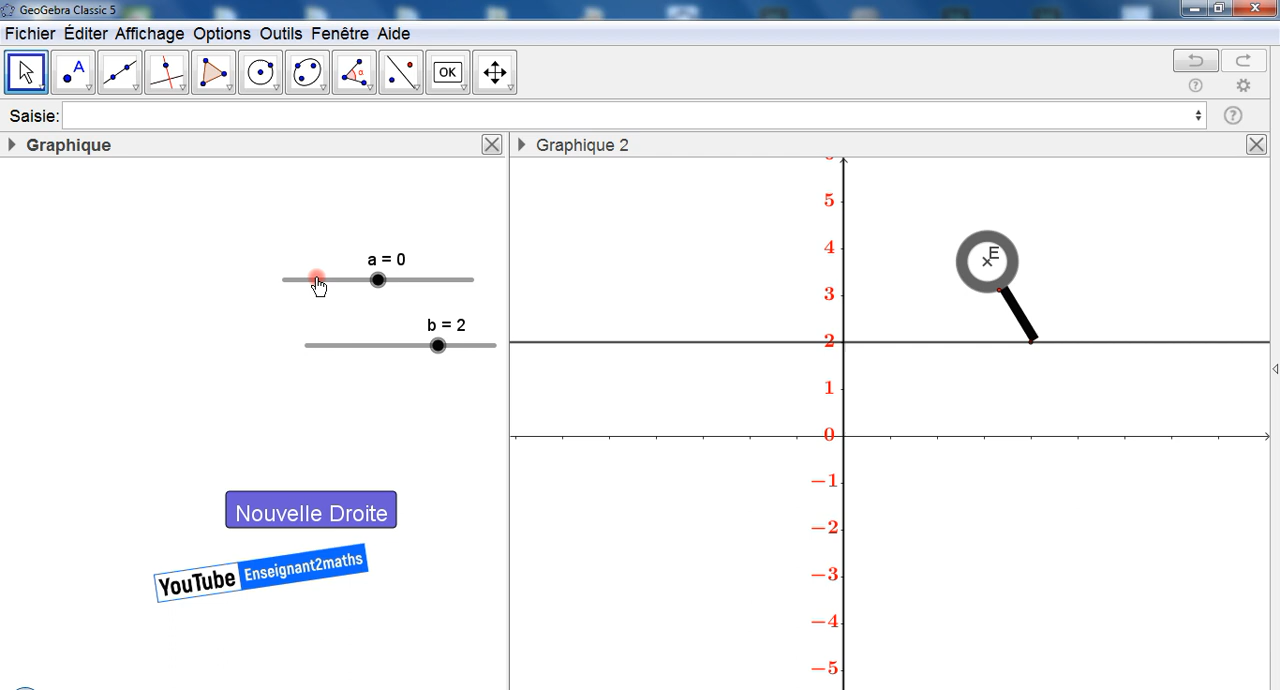 GeoGebra Classic 5
Fichier Éditer Affichage Options Outils Fenêtre Aide
A
α
OK
Saisie:
Graphique
Graphique 2
a = 0
b = 2
Nouvelle Droite
YouTube Enseignant2maths
5
4
E
3
2
1
0
−1
−2
−3
−4
−5